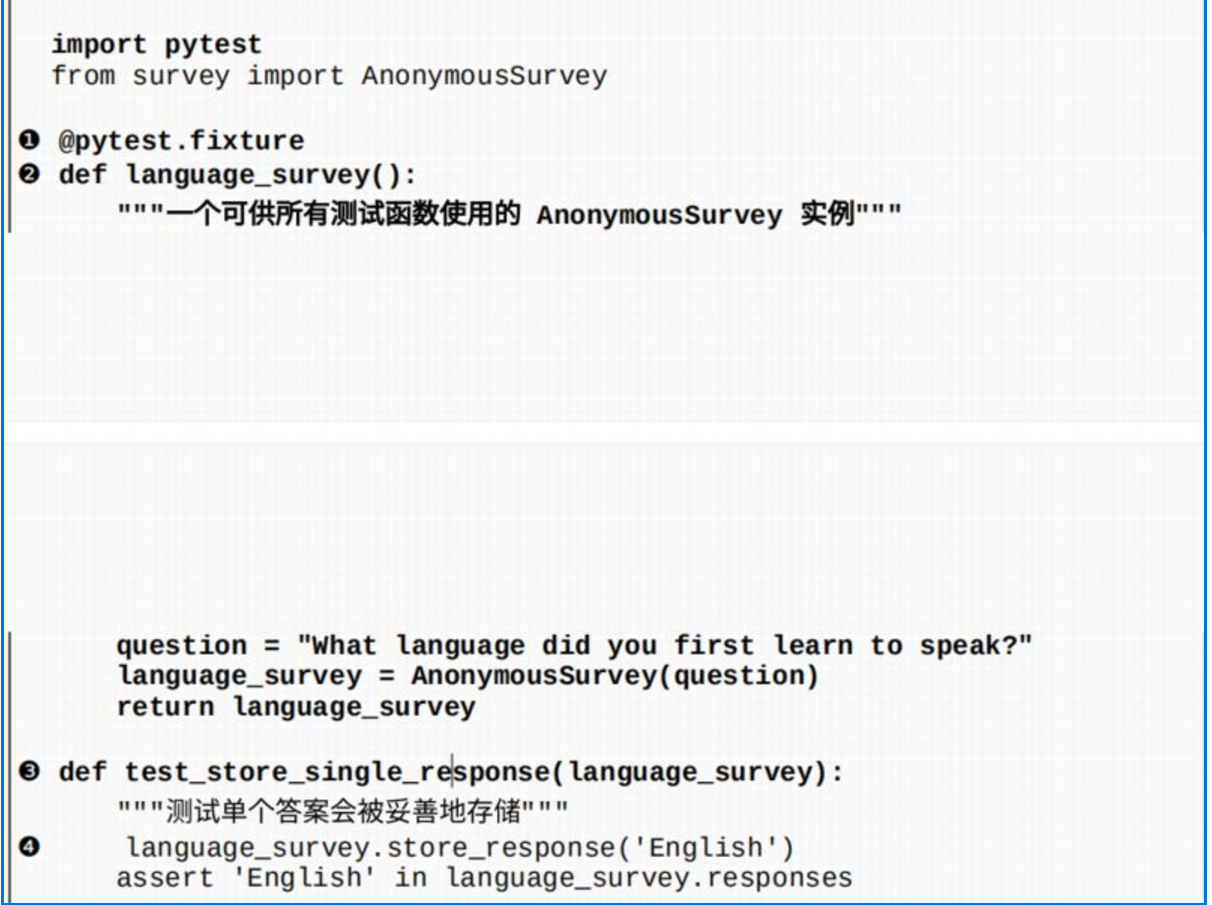 import pytest
from survey import AnonymousSurvey
❶ @pytest.fixture
❷ def language_survey():
"""一个可供所有测试函数使用的 AnonymousSurvey 实例"""
question = "What language did you first learn to speak?"
language_survey = AnonymousSurvey(question)
return language_survey
❸ def test_store_single_response(language_survey):
"""测试单个答案会被妥善地存储"""
❹ language_survey.store_response('English')
assert 'English' in language_survey.responses